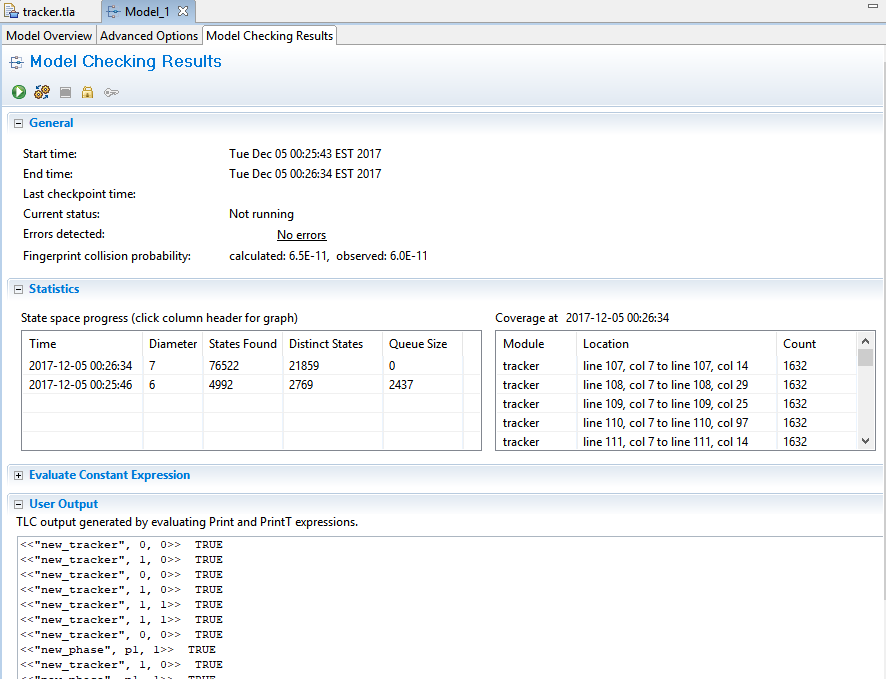 tracker.tla Model_1
Model Overview Advanced Options Model Checking Results
Model Checking Results
General
Start time: Tue Dec 05 00:25:43 EST 2017
End time: Tue Dec 05 00:26:34 EST 2017
Last checkpoint time:
Current status: Not running
Errors detected: No errors
Fingerprint collision probability: calculated: 6.5E-11, observed: 6.0E-11
Statistics
State space progress (click column header for graph)
Time Diameter States Found Distinct States Queue Size
2017-12-05 00:26:34 7 76522 21859 0
2017-12-05 00:25:46 6 4992 2769 2437
Coverage at 2017-12-05 00:26:34
Module Location Count
tracker line 107, col 7 to line 107, col 14 1632
tracker line 108, col 7 to line 108, col 29 1632
tracker line 109, col 7 to line 109, col 25 1632
tracker line 110, col 7 to line 110, col 97 1632
tracker line 111, col 7 to line 111, col 14 1632
Evaluate Constant Expression
User Output
TLC output generated by evaluating Print and PrintT expressions.
<<"new_tracker", 0, 0>> TRUE
<<"new_tracker", 1, 0>> TRUE
<<"new_tracker", 0, 0>> TRUE
<<"new_tracker", 1, 0>> TRUE
<<"new_tracker", 1, 1>> TRUE
<<"new_tracker", 1, 1>> TRUE
<<"new_tracker", 0, 0>> TRUE
<<"new_phase", p1, 1>> TRUE
<<"new_tracker", 1, 0>> TRUE
<<"new_phase", p1, 1>> TRUE